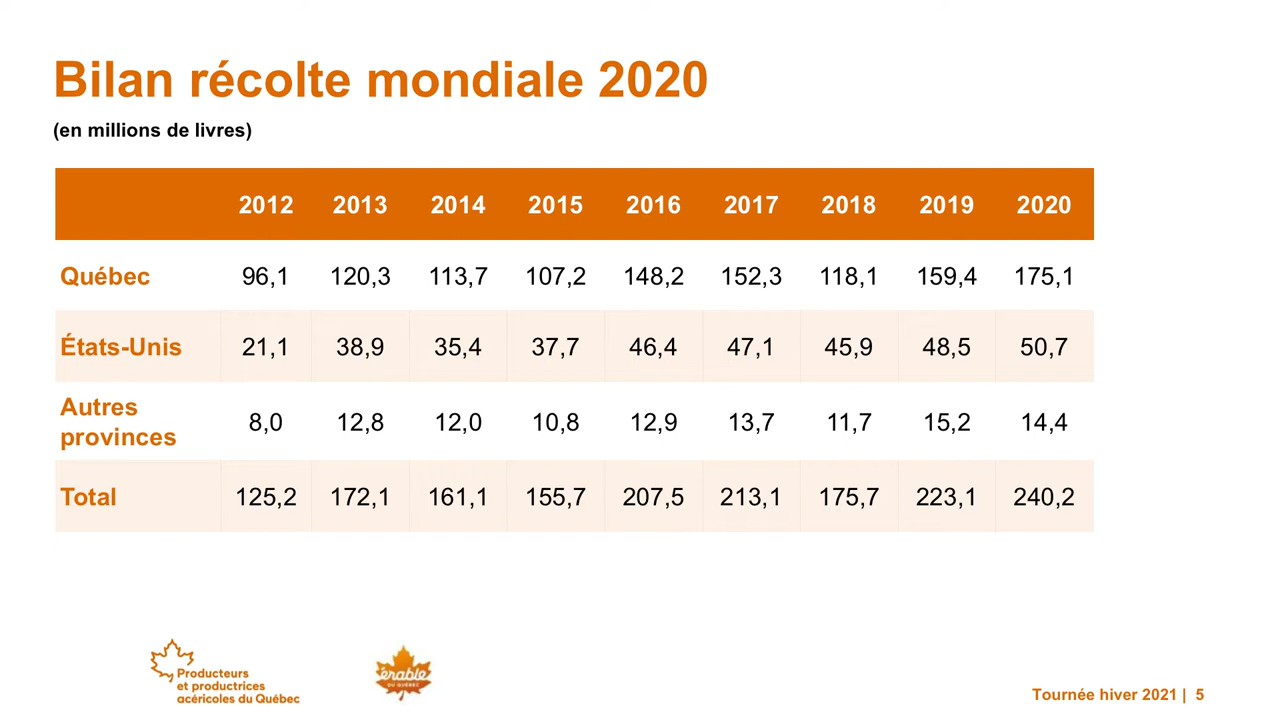 Bilan récolte mondiale 2020
(en millions de livres)
2012 2013 2014 2015 2016 2017 2018 2019 2020
Québec 96,1 120,3 113,7 107,2 148,2 152,3 118,1 159,4 175,1
États-Unis 21,1 38,9 35,4 37,7 46,4 47,1 45,9 48,5 50,7
Autres
provinces 8,0 12,8 12,0 10,8 12,9 13,7 11,7 15,2 14,4
Total 125,2 172,1 161,1 155,7 207,5 213,1 175,7 223,1 240,2
Producteurs
et productrices
acéricoles du Québec
érable
DU QUÉBEC
Tournée hiver 2021 | 5